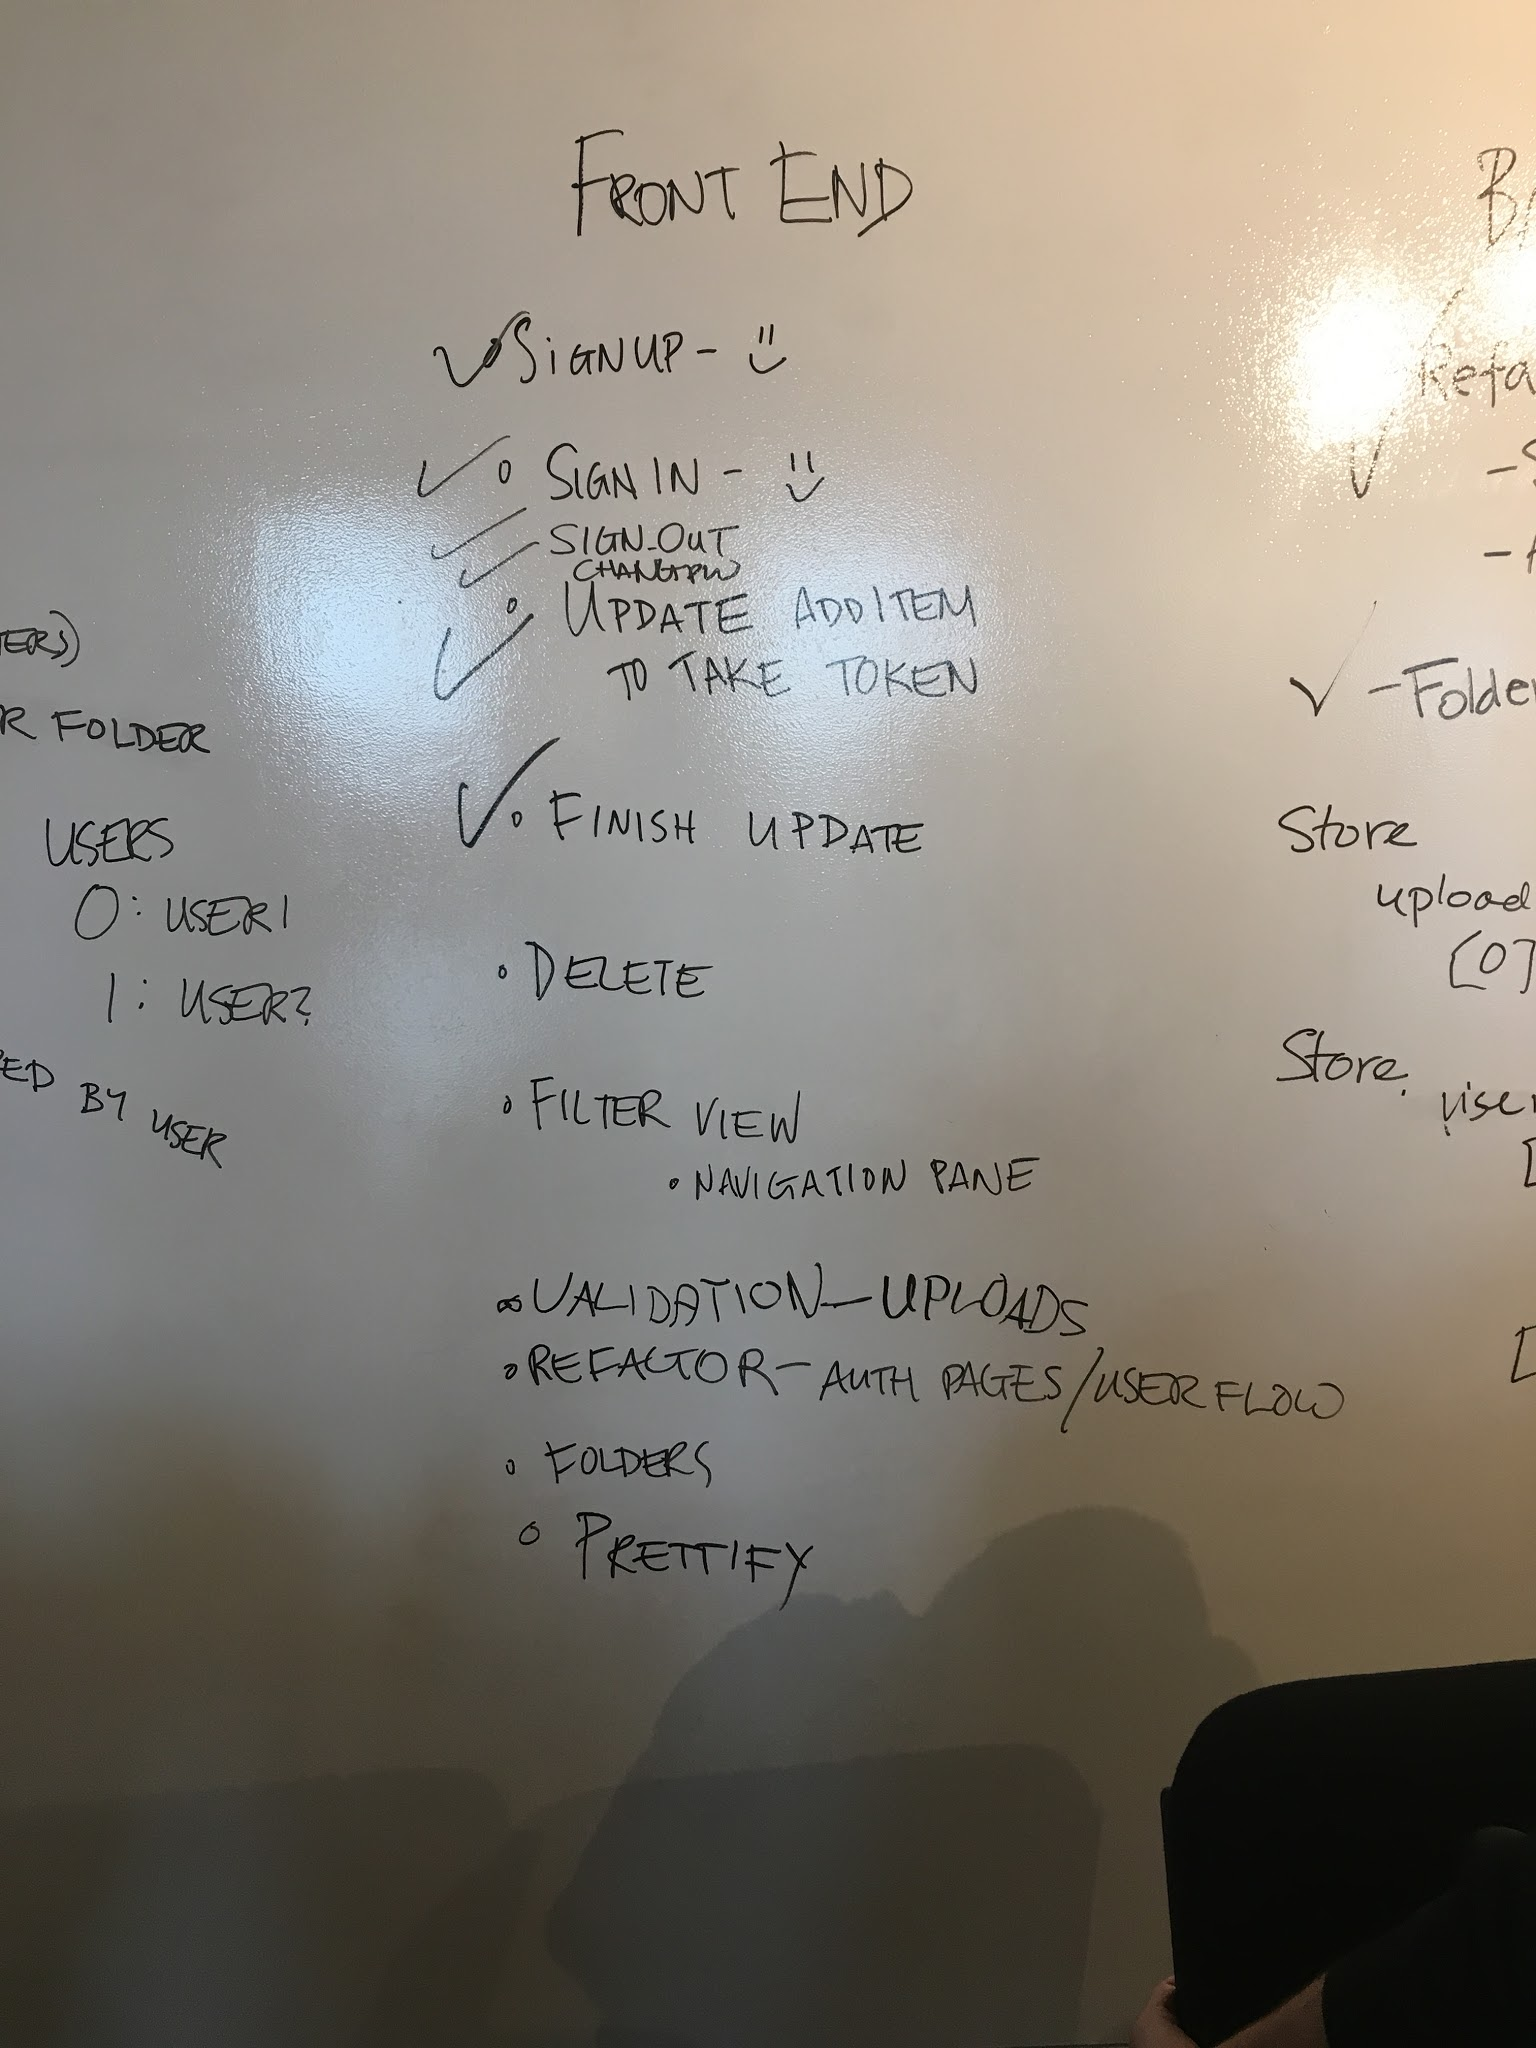 FRONT END
✓ • SIGNUP -
✓ • SIGN IN -
✓ SIGN-OUT
✓ CHANGEPW
✓ • UPDATE ADDITEM
TO TAKE TOKEN
✓ • FINISH UPDATE
• DELETE
• FILTER VIEW
• NAVIGATION PANE
• VALIDATION - UPLOADS
• REFACTOR - AUTH PAGES/USER FLOW
• FOLDERS
• PRETTIFY
TERS)
R FOLDER
USERS
0: USER1
1: USER2
ED BY USER
✓ Refa
✓ - S
✓ - Folder
Store
upload
[0]
Store
user
[
[